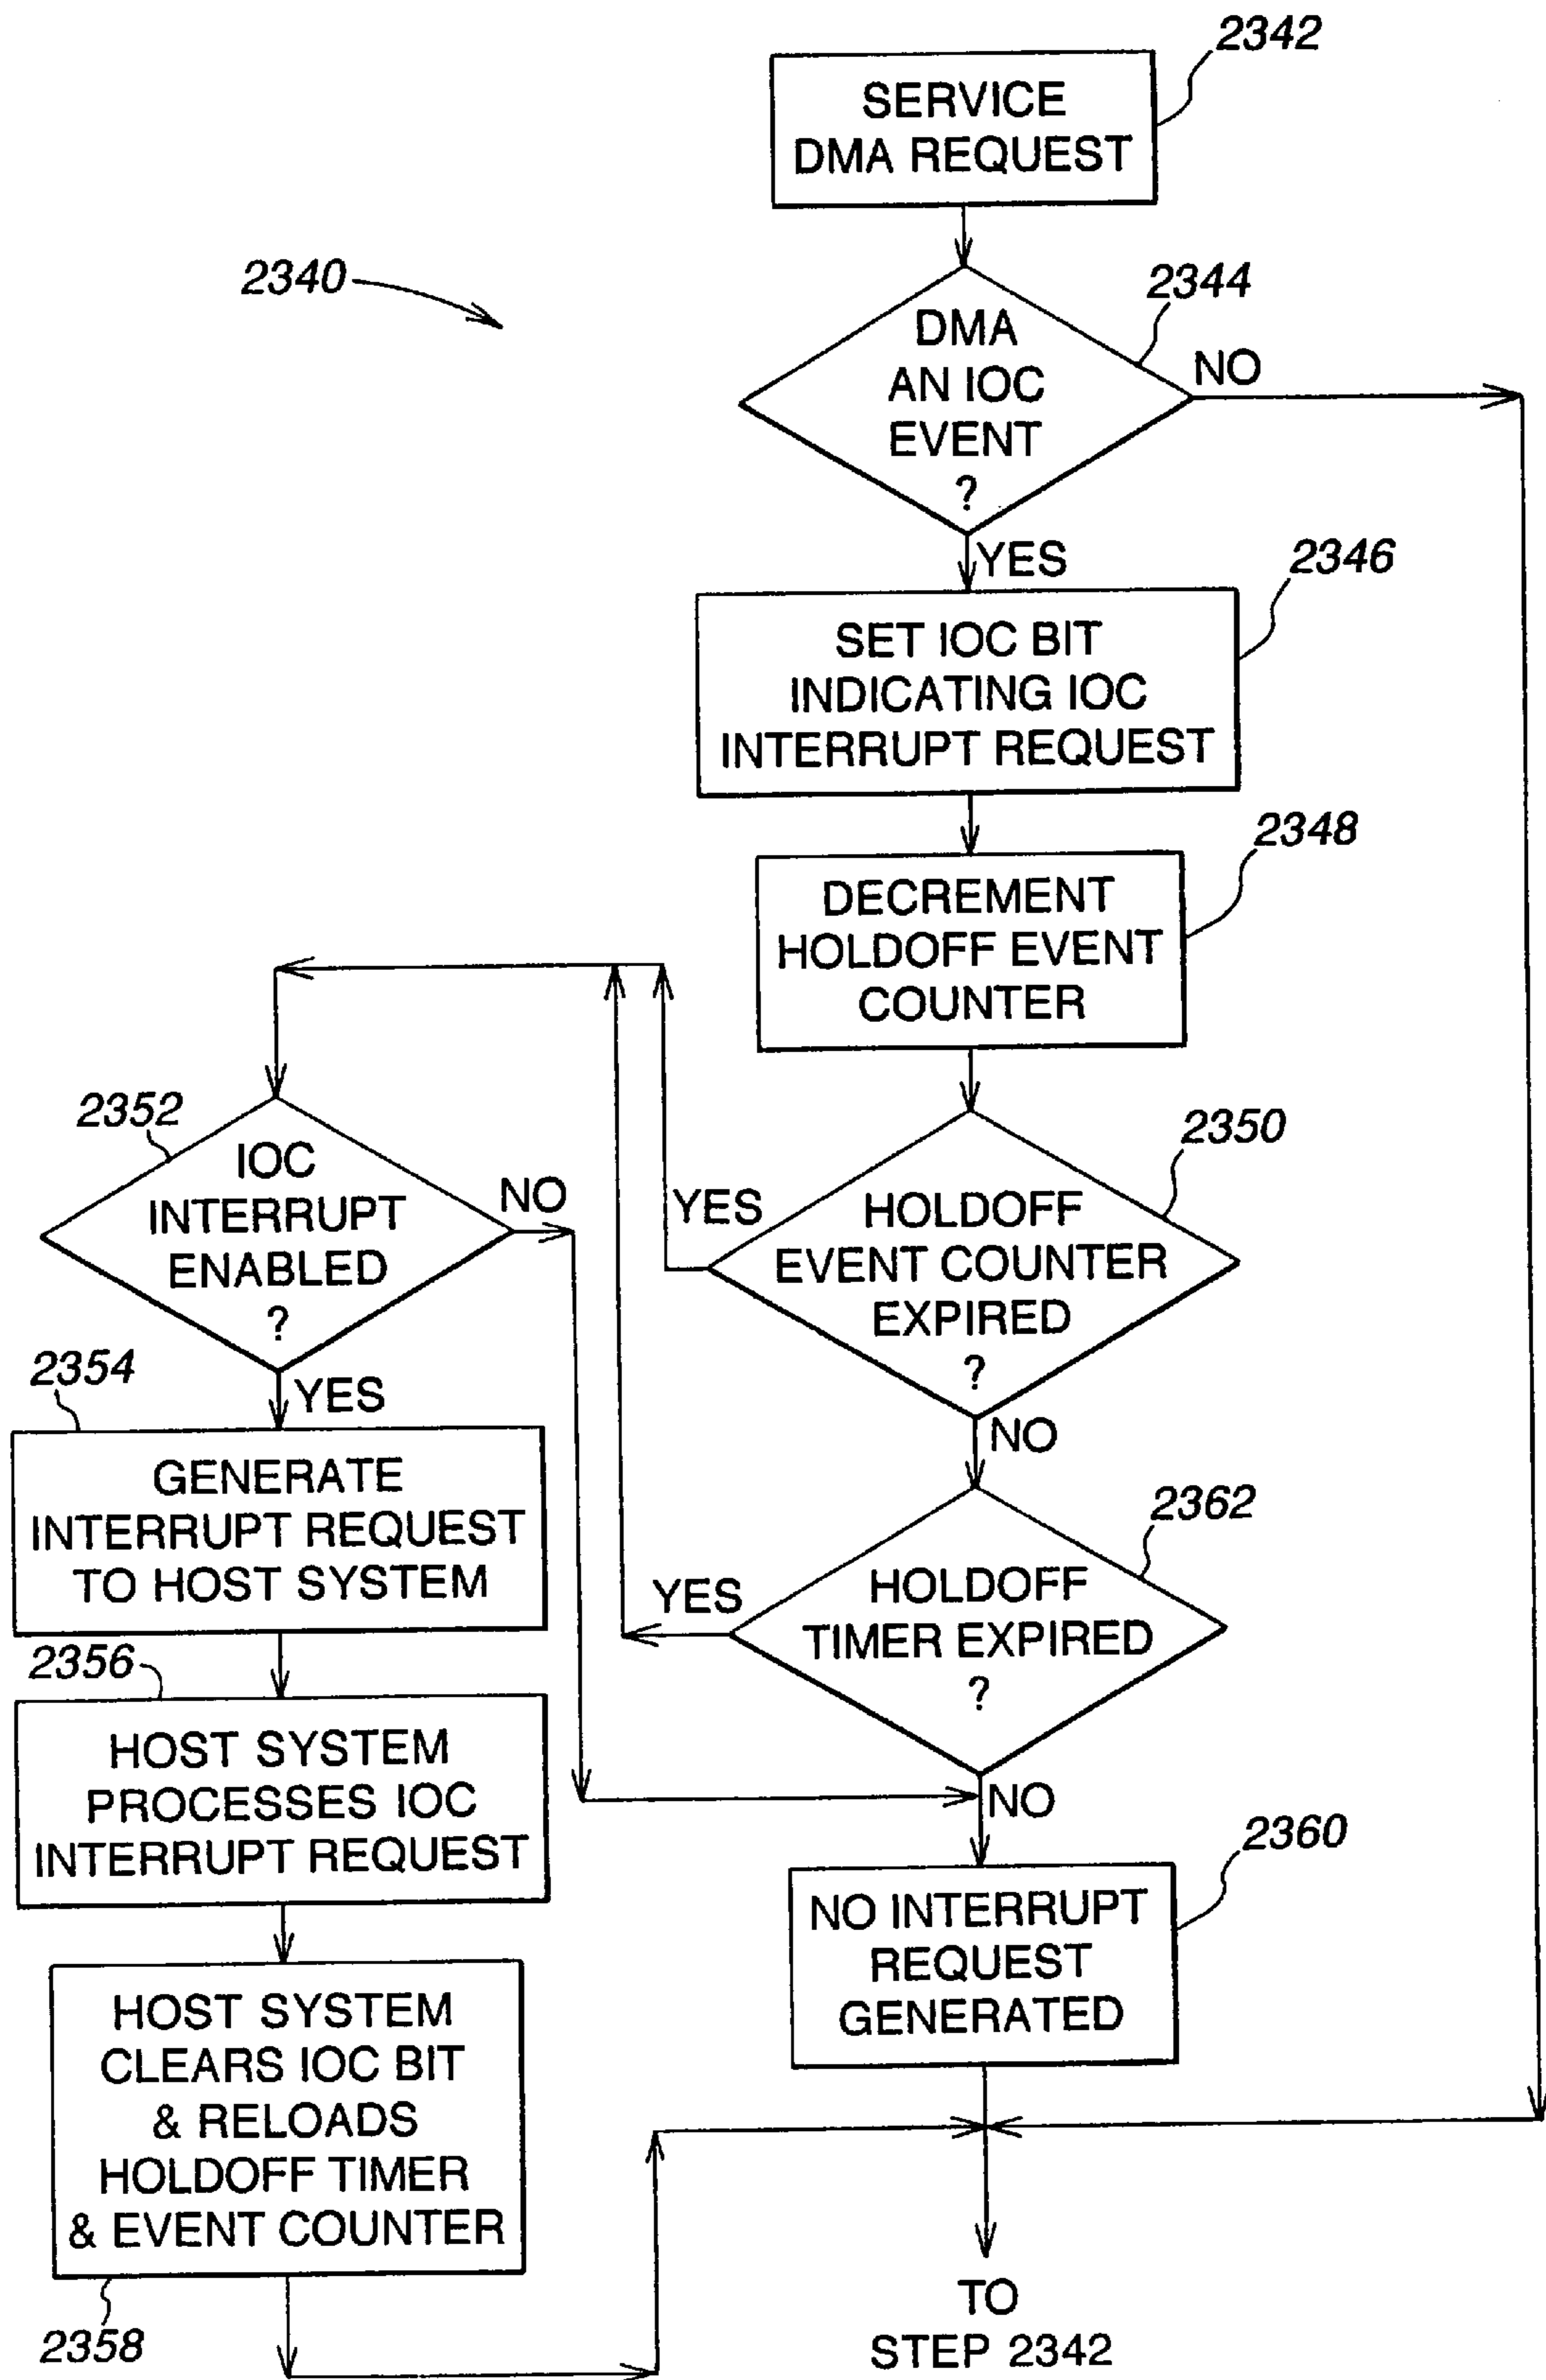 2342
SERVICE
DMA REQUEST
2340
2344
DMA
AN IOC
EVENT
?
NO
YES
2346
SET IOC BIT
INDICATING IOC
INTERRUPT REQUEST
2348
DECREMENT
HOLDOFF EVENT
COUNTER
2352
IOC
INTERRUPT
ENABLED
?
NO
YES
2350
HOLDOFF
EVENT COUNTER
EXPIRED
?
YES
NO
2354
GENERATE
INTERRUPT REQUEST
TO HOST SYSTEM
2362
HOLDOFF
TIMER EXPIRED
?
YES
NO
2356
HOST SYSTEM
PROCESSES IOC
INTERRUPT REQUEST
2360
NO INTERRUPT
REQUEST
GENERATED
HOST SYSTEM
CLEARS IOC BIT
& RELOADS
HOLDOFF TIMER
& EVENT COUNTER
2358
TO
STEP 2342